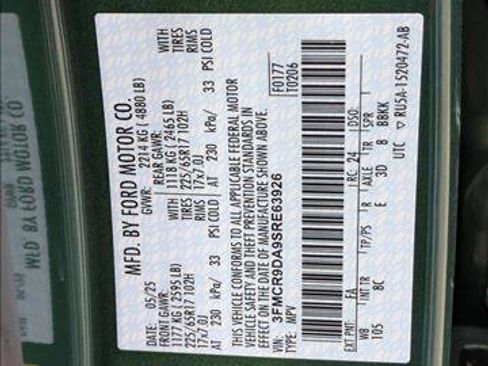 MFD. BY FORD MOTOR CO.
DATE: 05/25 GVWR: 2214 KG (4880 LB)
FRONT GAWR: REAR GAWR:
1177 KG (2595 LB) WITH 1118 KG (2465 LB) WITH
225/65R17 102H TIRES 225/65R17 102H TIRES
17x7.0J RIMS 17x7.0J RIMS
AT 230 kPa/ 33 PSI COLD AT 230 kPa/ 33 PSI COLD
THIS VEHICLE CONFORMS TO ALL APPLICABLE FEDERAL MOTOR
VEHICLE SAFETY AND THEFT PREVENTION STANDARDS IN
EFFECT ON THE DATE OF MANUFACTURE SHOWN ABOVE.
VIN: 3FMCR9DA9SRE63926 F0177
TYPE: MPV T0206
EXT PNT: FA RC: 24 DSO:
WB INT TR TP/PS R AXLE TR SPR
105 8C E 3D 8 BBKK
UTC RU5A-1520472-AB